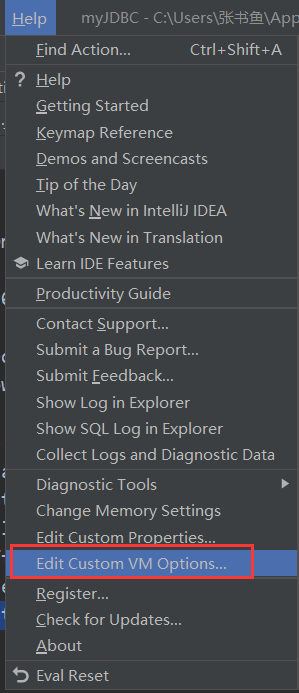 Help myJDBC - C:\Users\张书鱼\App
Find Action... Ctrl+Shift+A
? Help
Getting Started
Keymap Reference
Demos and Screencasts
Tip of the Day
What's New in IntelliJ IDEA
What's New in Translation
Learn IDE Features
Productivity Guide
Contact Support...
Submit a Bug Report...
Submit Feedback...
Show Log in Explorer
Show SQL Log in Explorer
Collect Logs and Diagnostic Data
Diagnostic Tools
Change Memory Settings
Edit Custom Properties...
Edit Custom VM Options...
Register...
Check for Updates...
About
Eval Reset